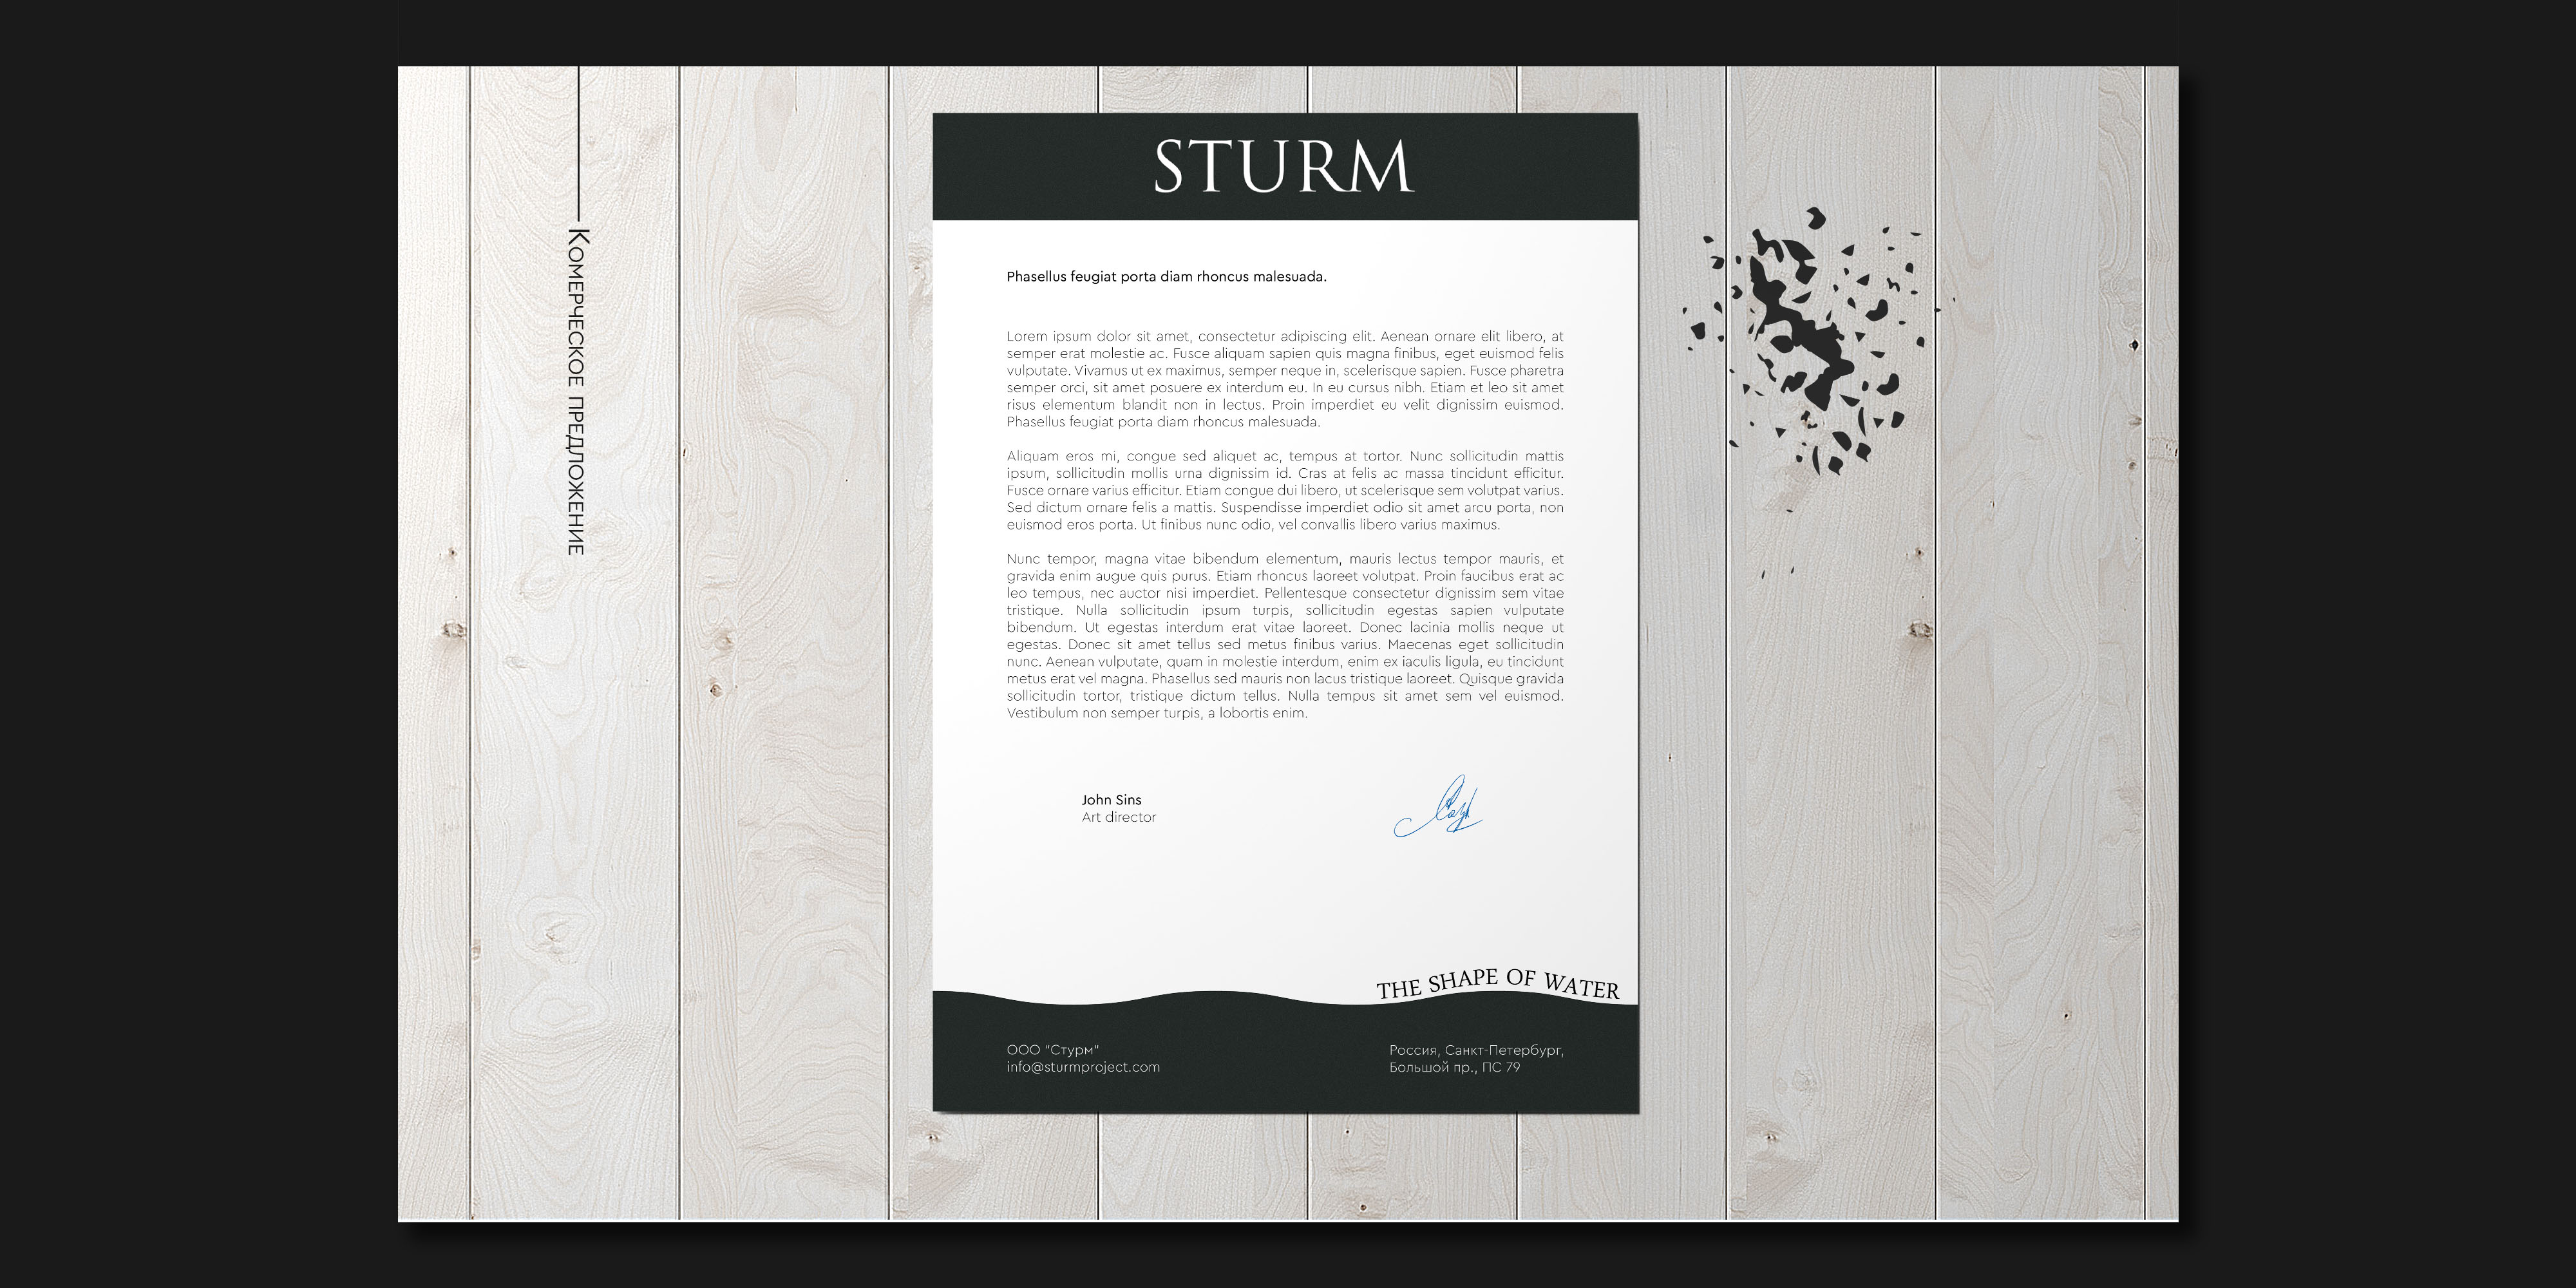 Комерческое предложение
STURM
Phasellus feugiat porta diam rhoncus malesuada.
Lorem ipsum dolor sit amet, consectetur adipiscing elit. Aenean ornare elit libero, at
semper erat molestie ac. Fusce aliquam sapien quis magna finibus, eget euismod felis
vulputate. Vivamus ut ex maximus, semper neque in, scelerisque sapien. Fusce pharetra
semper orci, sit amet posuere ex interdum eu. In eu cursus nibh. Etiam et leo sit amet
risus elementum blandit non in lectus. Proin imperdiet eu velit dignissim euismod.
Phasellus feugiat porta diam rhoncus malesuada.
Aliquam eros mi, congue sed aliquet ac, tempus at tortor. Nunc sollicitudin mattis
ipsum, sollicitudin mollis urna dignissim id. Cras at felis ac massa tincidunt efficitur.
Fusce ornare varius efficitur. Etiam congue dui libero, ut scelerisque sem volutpat varius.
Sed dictum ornare felis a mattis. Suspendisse imperdiet odio sit amet arcu porta, non
euismod eros porta. Ut finibus nunc odio, vel convallis libero varius maximus.
Nunc tempor, magna vitae bibendum elementum, mauris lectus tempor mauris, et
gravida enim augue quis purus. Etiam rhoncus laoreet volutpat. Proin faucibus erat ac
leo tempus, nec auctor nisi imperdiet. Pellentesque consectetur dignissim sem vitae
tristique. Nulla sollicitudin ipsum turpis, sollicitudin egestas sapien vulputate
bibendum. Ut egestas interdum erat vitae laoreet. Donec lacinia mollis neque ut
egestas. Donec sit amet tellus sed metus finibus varius. Maecenas eget sollicitudin
nunc. Aenean vulputate, quam in molestie interdum, enim ex iaculis ligula, eu tincidunt
metus erat vel magna. Phasellus sed mauris non lacus tristique laoreet. Quisque gravida
sollicitudin tortor, tristique dictum tellus. Nulla tempus sit amet sem vel euismod.
Vestibulum non semper turpis, a lobortis enim.
John Sins
Art director
THE SHAPE OF WATER
ООО "Стурм"
info@sturmproject.com
Россия, Санкт-Петербург,
Большой пр., ПС 79